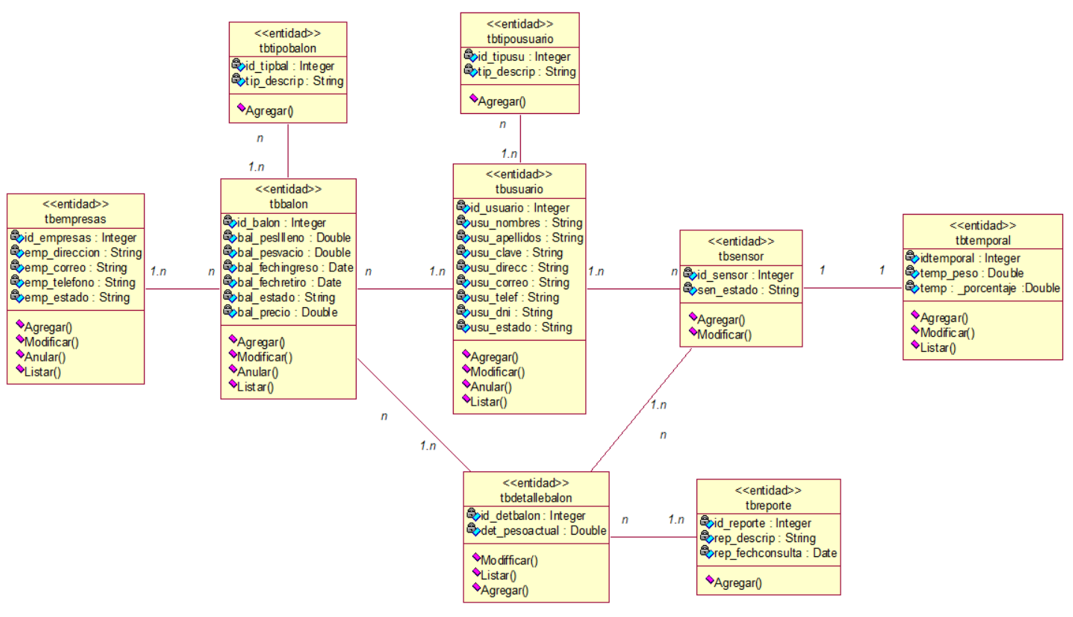 <<entidad>>
tbtipobalon
id_tipbal : Integer
tip_descrip : String
Agregar()
<<entidad>>
tbtipousuario
id_tipusu : Integer
tip_descrip : String
Agregar()
n
1.n
n
1.n
<<entidad>>
tbempresas
id_empresas : Integer
emp_direccion : String
emp_correo : String
emp_telefono : String
emp_estado : String
Agregar()
Modificar()
Anular()
Listar()
1.n
n
<<entidad>>
tbbalon
id_balon : Integer
bal_peslleno : Double
bal_pesvacio : Double
bal_fechingreso : Date
bal_fechretiro : Date
bal_estado : String
bal_precio : Double
Agregar()
Modificar()
Anular()
Listar()
n
1.n
<<entidad>>
tbusuario
id_usuario : Integer
usu_nombres : String
usu_apellidos : String
usu_clave : String
usu_direcc : String
usu_correo : String
usu_telef : String
usu_dni : String
usu_estado : String
Agregar()
Modificar()
Anular()
Listar()
1.n
n
<<entidad>>
tbsensor
id_sensor : Integer
sen_estado : String
Agregar()
Modificar()
1
1
<<entidad>>
tbtemporal
idtemporal : Integer
temp_peso : Double
temp : _porcentaje :Double
Agregar()
Modificar()
Listar()
n
1.n
1.n
n
<<entidad>>
tbdetallebalon
id_detbalon : Integer
det_pesoactual : Double
Modifficar()
Listar()
Agregar()
n
1.n
<<entidad>>
tbreporte
id_reporte : Integer
rep_descrip : String
rep_fechconsulta : Date
Agregar()